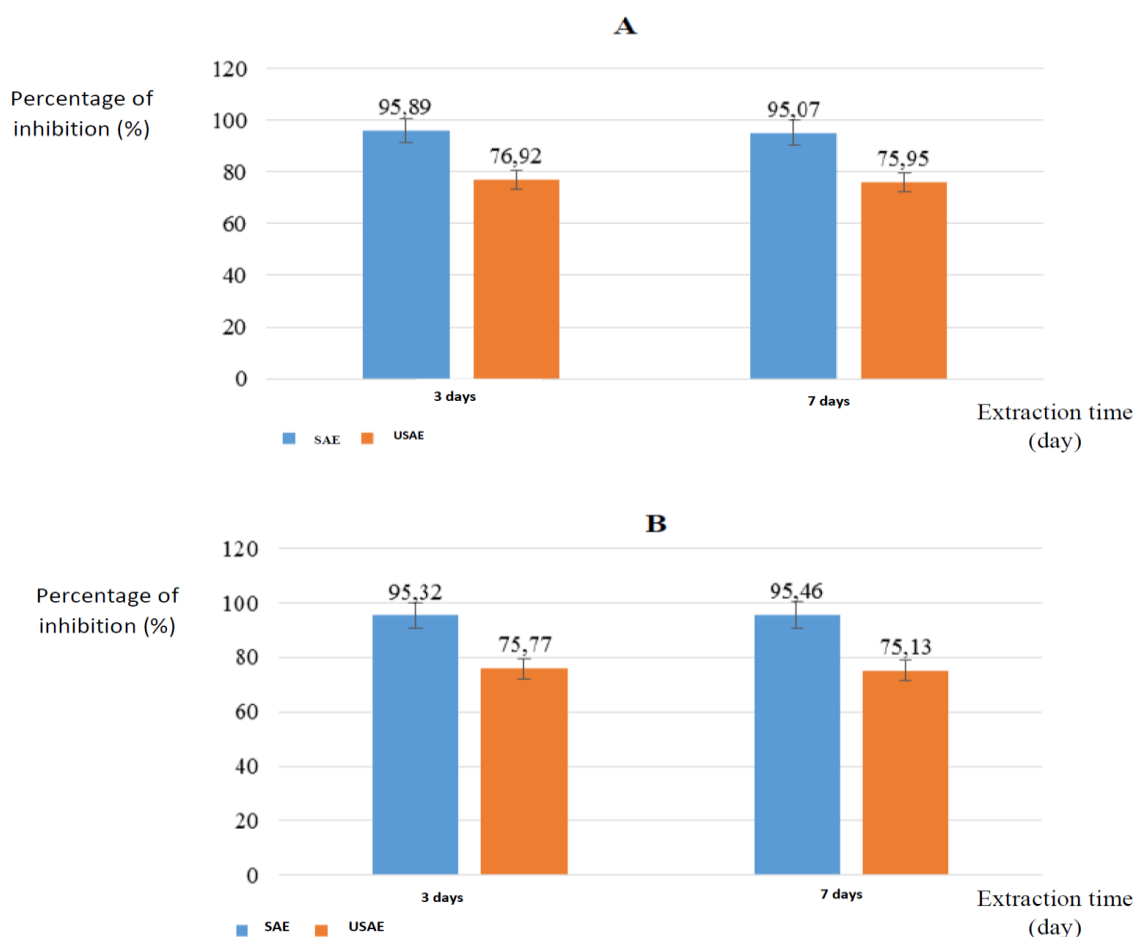 A
Percentage of
inhibition (%)
120
100
80
60
40
20
0
95,89
76,92
95,07
75,95
3 days
7 days
Extraction time
(day)
SAE
USAE
B
Percentage of
inhibition (%)
120
100
80
60
40
20
0
95,32
75,77
95,46
75,13
3 days
7 days
Extraction time
(day)
SAE
USAE